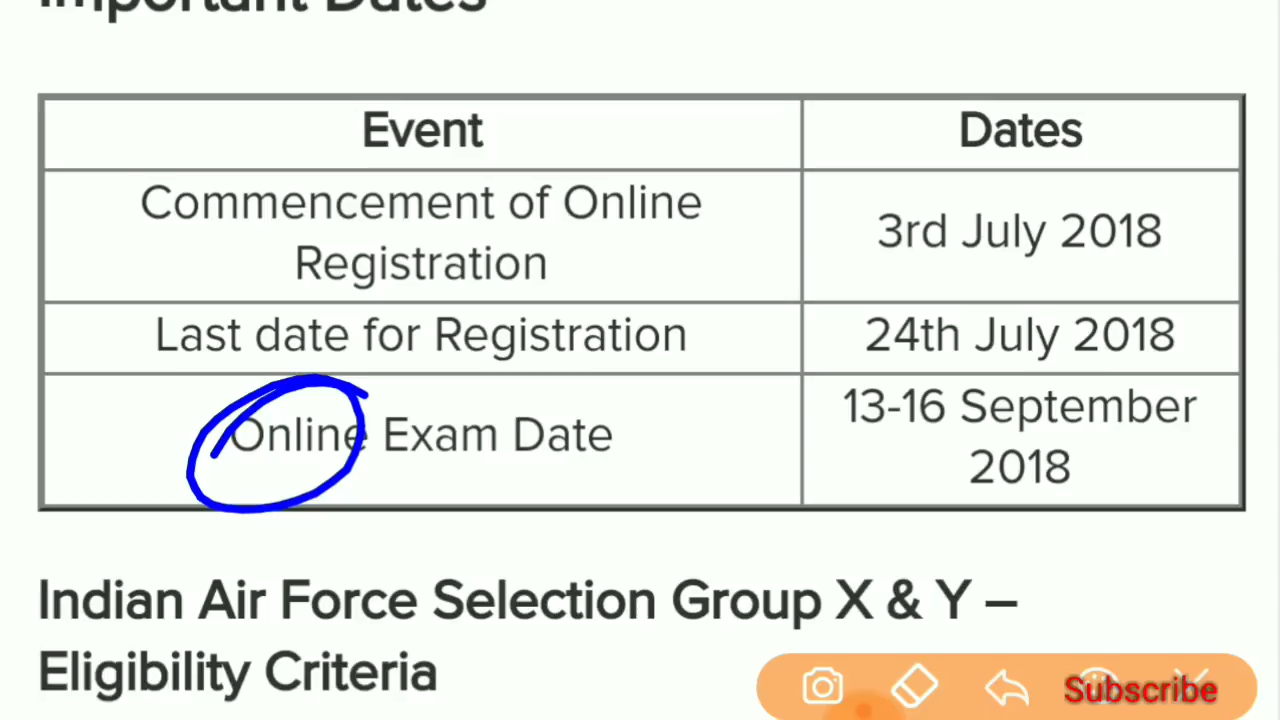 Important Dates
Event
Dates
Commencement of Online
Registration
3rd July 2018
Last date for Registration
24th July 2018
Online Exam Date
13-16 September
2018
Indian Air Force Selection Group X & Y –
Eligibility Criteria
Subscribe